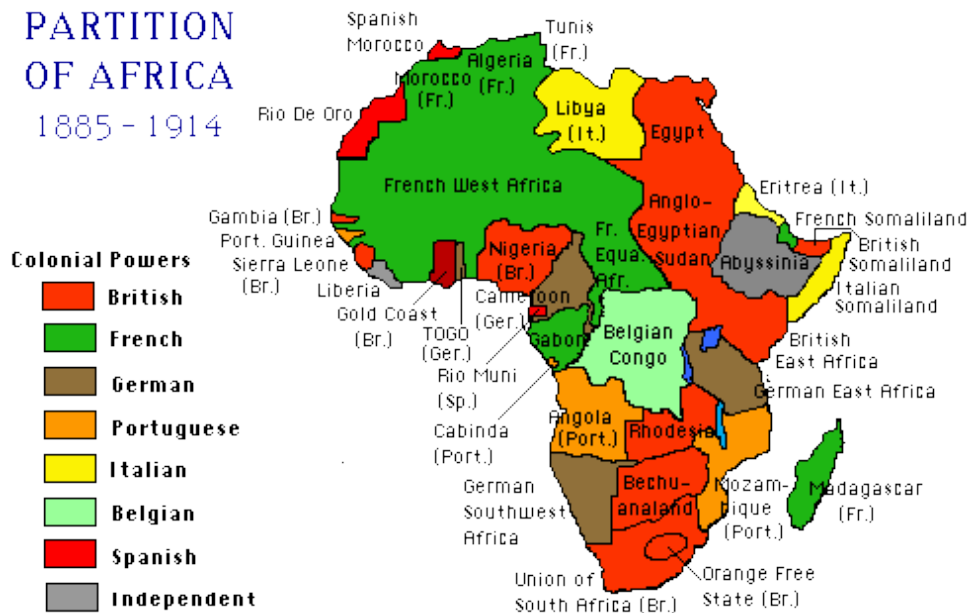 PARTITION
OF AFRICA
1885 - 1914
Spanish
Morocco
Tunis
(Fr.)
Algeria
(Fr.)
Morocco
(Fr.)
Rio De Oro
Libya
(It.)
Egypt
French West Africa
Eritrea (It.)
Anglo-
Egyptian
Sudan
French Somaliland
British
Somaliland
Italian
Somaliland
Abyssinia
Gambia (Br.)
Port. Guinea
Sierra Leone
(Br.)
Liberia
Gold Coast
(Br.)
TOGO
(Ger.)
Nigeria
(Br.)
Cameroon
(Ger.)
Fr.
Equa.
Afr.
Rio Muni
(Sp.)
Gabon
Cabinda
(Port.)
Belgian
Congo
British
East Africa
German East Africa
Angola
(Port.)
Rhodesia
German
Southwest
Africa
Bechu-
analand
Mozam-
bique
(Port.)
Madagascar
(Fr.)
Union of
South Africa (Br.)
Orange Free
State (Br.)
Colonial Powers
British
French
German
Portuguese
Italian
Belgian
Spanish
Independent